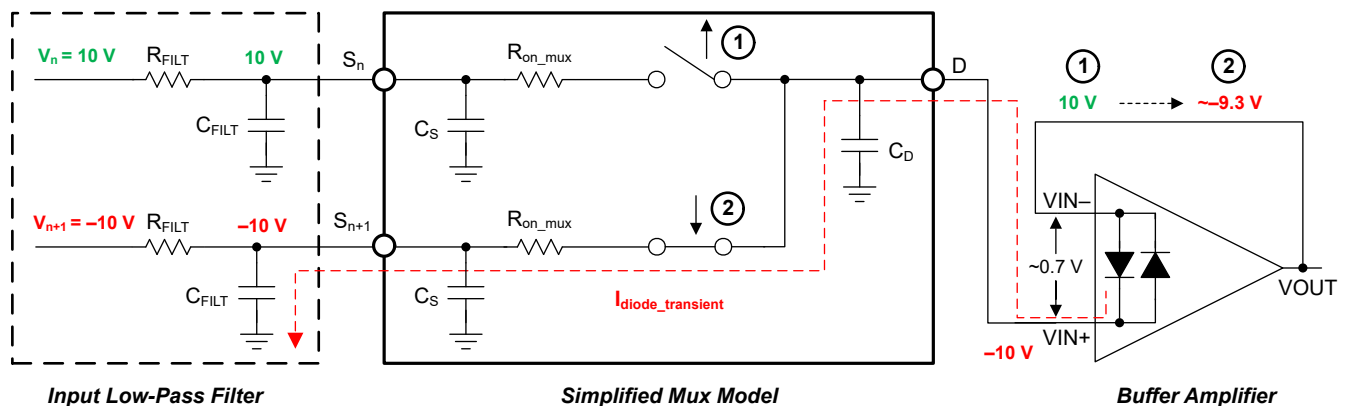 Vn = 10 V
RFILT
10 V
Sn
Ron_mux
1
D
1
2
10 V
~–9.3 V
CFILT
CS
CD
Vn+1 = –10 V
RFILT
–10 V
Sn+1
Ron_mux
2
VIN–
~0.7 V
CFILT
CS
Idiode_transient
VOUT
VIN+
–10 V
Input Low-Pass Filter
Simplified Mux Model
Buffer Amplifier